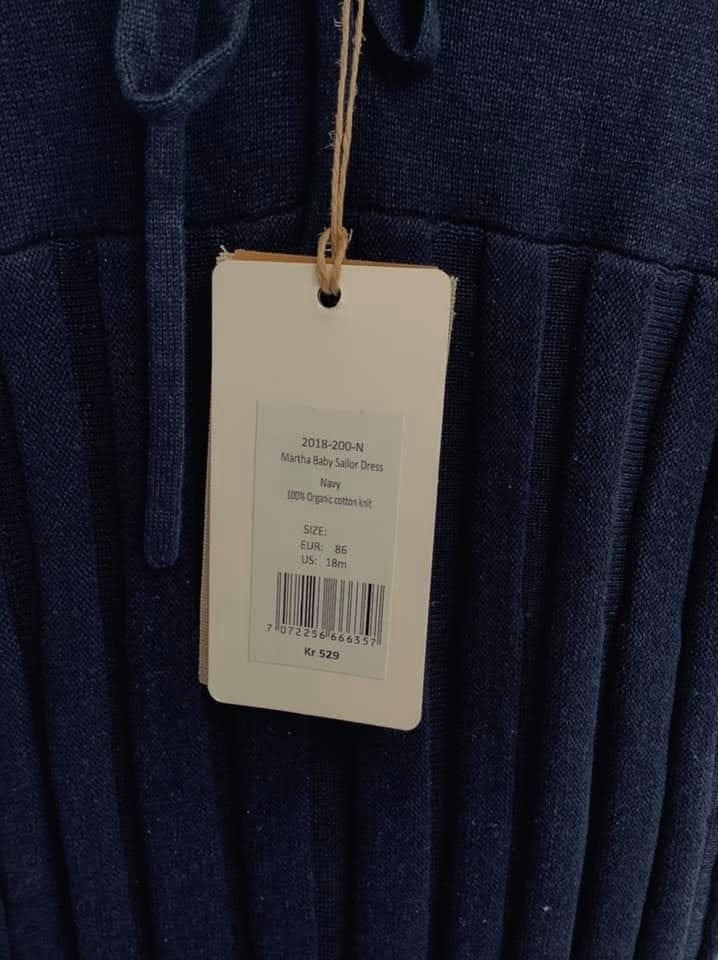 2018-200-N
Martha Baby Sailor Dress
Navy
100% Organic cotton knit
SIZE:
EUR: 86
US: 18m
7 072256 666357
Kr 529